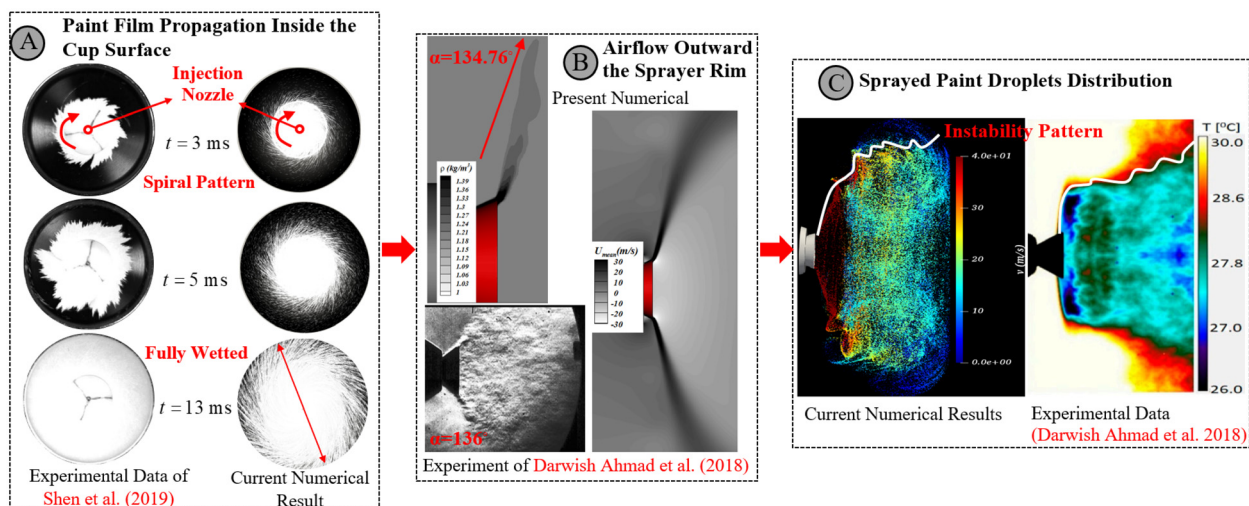 A
Paint Film Propagation Inside the
Cup Surface
Injection
Nozzle
t = 3 ms
Spiral Pattern
t = 5 ms
Fully Wetted
t = 13 ms
Experimental Data of
Shen et al. (2019)
Current Numerical
Result
B
Airflow Outward
the Sprayer Rim
α=134.76°
Present Numerical
ρ (kg/m³)
1.39
1.36
1.33
1.3
1.27
1.24
1.21
1.18
1.15
1.12
1.09
1.06
1.03
1
U mean(m/s)
30
20
10
0
-10
-20
-30
α=136°
Experiment of Darwish Ahmad et al. (2018)
C
Sprayed Paint Droplets Distribution
Instability Pattern
4.0e+01
30
20
10
0.0e+00
v (m/s)
T [°C]
30.0
28.6
27.8
27.0
26.0
Current Numerical Results
Experimental Data
(Darwish Ahmad et al. 2018)